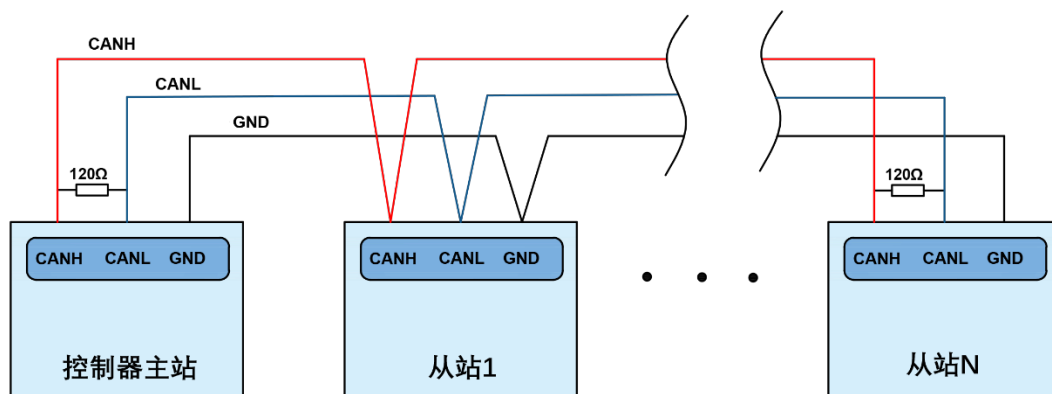 CANH
CANL
GND
120Ω
120Ω
CANH CANL GND
CANH CANL GND
CANH CANL GND
控制器主站
从站1
从站N